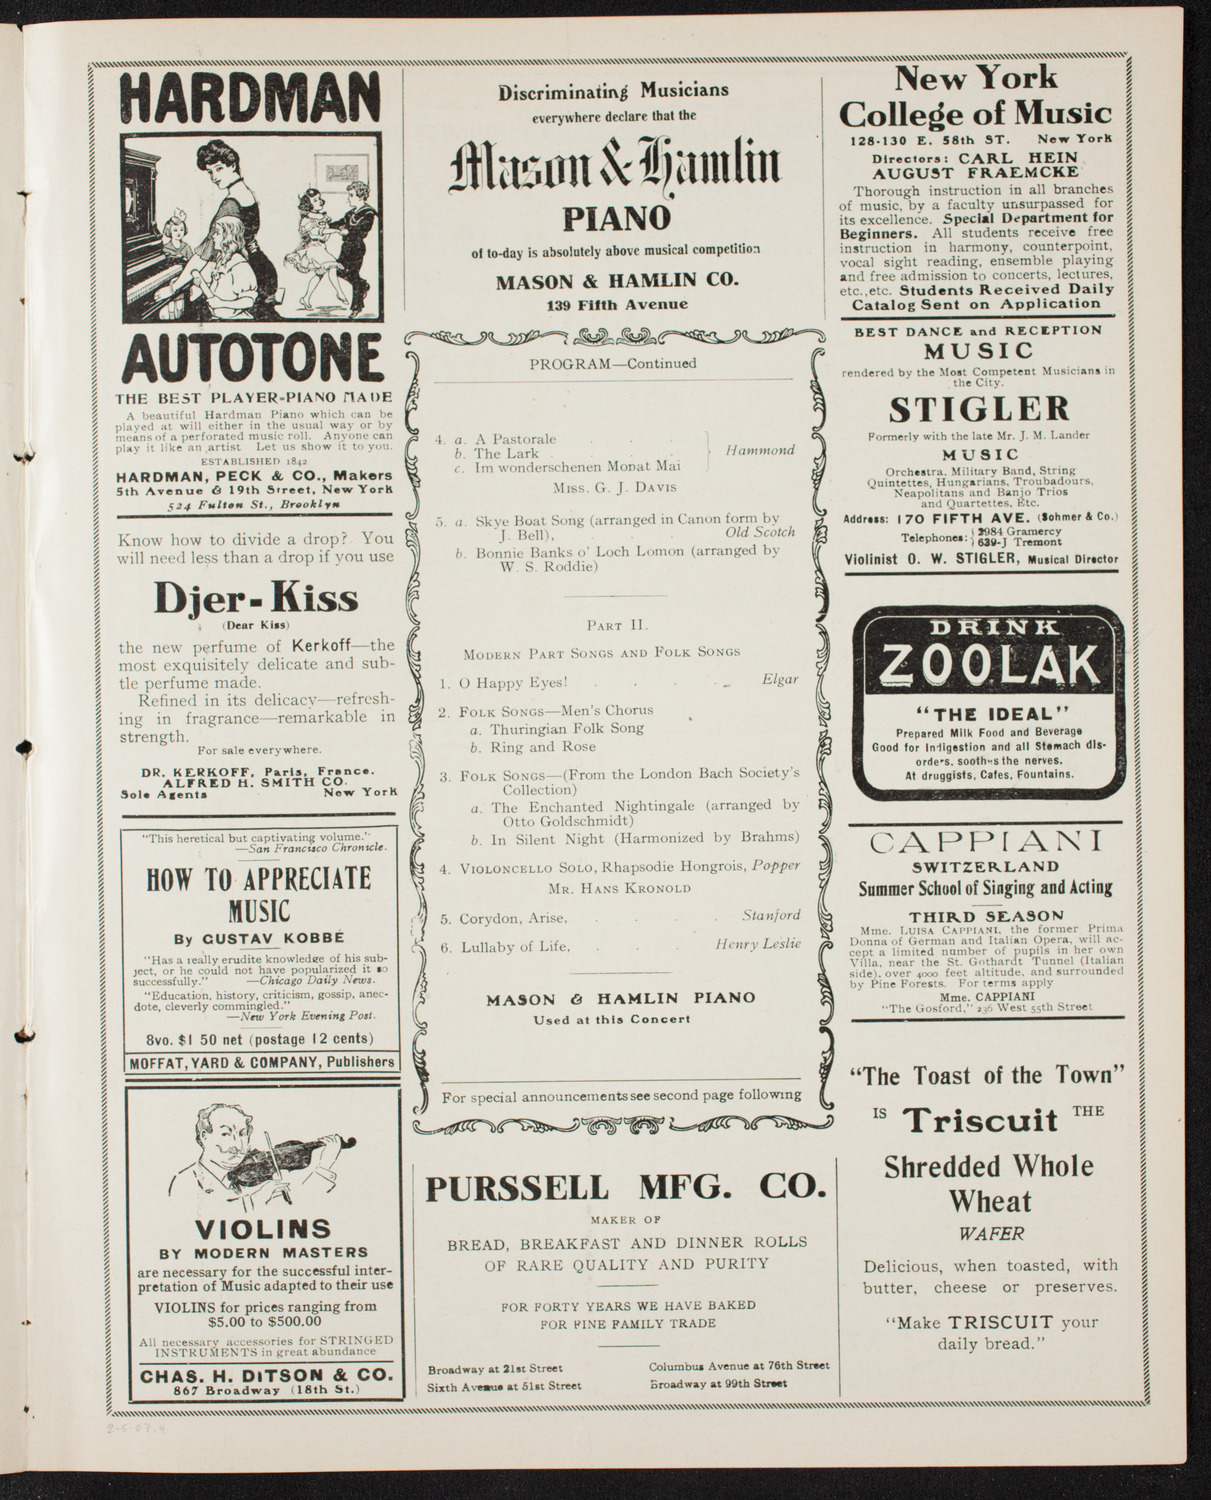 HARDMAN
AUTOTONE
THE BEST PLAYER-PIANO MADE
A beautiful Hardman Piano which can be
played at will either in the usual way or by
means of a perforated music roll. Anyone can
play it like an artist Let us show it to you.
ESTABLISHED 1842
HARDMAN, PECK & CO., Makers
5th Avenue & 19th Street, New York
524 Fulton St., Brooklyn
Know how to divide a drop? You
will need less than a drop if you use
Djer-Kiss
(Dear Kiss)
the new perfume of Kerkoff—the
most exquisitely delicate and sub-
tle perfume made.
Refined in its delicacy—refresh-
ing in fragrance—remarkable in
strength.
For sale everywhere.
DR. KERKOFF, Paris, France.
ALFRED H. SMITH CO.
Sole Agents New York
"This heretical but captivating volume."
—San Francisco Chronicle.
HOW TO APPRECIATE
MUSIC
By GUSTAV KOBBÉ
"Has a really erudite knowledge of his sub-
ject, or he could not have popularized it so
successfully." —Chicago Daily News.
"Education, history, criticism, gossip, anec-
dote, cleverly commingled."
—New York Evening Post.
8vo. $1 50 net (postage 12 cents)
MOFFAT, YARD & COMPANY, Publishers
VIOLINS
BY MODERN MASTERS
are necessary for the successful inter-
pretation of Music adapted to their use
VIOLINS for prices ranging from
$5.00 to $500.00
All necessary accessories for STRINGED
INSTRUMENTS in great abundance
CHAS. H. DITSON & CO.
867 Broadway (18th St.)
Discriminating Musicians
everywhere declare that the
Mason & Hamlin
PIANO
of to-day is absolutely above musical competition
MASON & HAMLIN CO.
139 Fifth Avenue
PROGRAM—Continued
4. a. A Pastorale
b. The Lark
c. Im wonderschenen Monat Mai
Hammond
MISS. G. J. DAVIS
5. a. Skye Boat Song (arranged in Canon form by
J. Bell), Old Scotch
b. Bonnie Banks o' Loch Lomon (arranged by
W. S. Roddie)
PART II.
MODERN PART SONGS AND FOLK SONGS
1. O Happy Eyes! Elgar
2. FOLK SONGS—Men's Chorus
a. Thuringian Folk Song
b. Ring and Rose
3. FOLK SONGS—(From the London Bach Society's
Collection)
a. The Enchanted Nightingale (arranged by
Otto Goldschmidt)
b. In Silent Night (Harmonized by Brahms)
4. VIOLONCELLO SOLO, Rhapsodie Hongrois, Popper
MR. HANS KRONOLD
5. Corydon, Arise, Stanford
6. Lullaby of Life, Henry Leslie
MASON & HAMLIN PIANO
Used at this Concert
For special announcements see second page following
PURSSELL MFG. CO.
MAKER OF
BREAD, BREAKFAST AND DINNER ROLLS
OF RARE QUALITY AND PURITY
FOR FORTY YEARS WE HAVE BAKED
FOR FINE FAMILY TRADE
Broadway at 21st Street Columbus Avenue at 76th Street
Sixth Avenue at 51st Street Broadway at 99th Street
New York
College of Music
128-130 E. 58th ST. New York
Directors: CARL HEIN
AUGUST FRAEMCKE
Thorough instruction in all branches
of music, by a faculty unsurpassed for
its excellence. Special Department for
Beginners. All students receive free
instruction in harmony, counterpoint,
vocal sight reading, ensemble playing
and free admission to concerts, lectures,
etc.,etc. Students Received Daily
Catalog Sent on Application
BEST DANCE and RECEPTION
MUSIC
rendered by the Most Competent Musicians in
the City.
STIGLER
Formerly with the late Mr. J. M. Lander
MUSIC
Orchestra, Military Band, String
Quintettes, Hungarians, Troubadours,
Neapolitans and Banjo Trios
and Quartettes, Etc.
Address: 170 FIFTH AVE. (Sohmer & Co.)
Telephones: 2984 Gramercy
639-J Tremont
Violinist O. W. STIGLER, Musical Director
DRINK
ZOOLAK
"THE IDEAL"
Prepared Milk Food and Beverage
Good for Indigestion and all Stomach dis-
orders, soothes the nerves.
At druggists, Cafes, Fountains.
CAPPIANI
SWITZERLAND
Summer School of Singing and Acting
THIRD SEASON
Mme. LUISA CAPPIANI, the former Prima
Donna of German and Italian Opera, will ac-
cept a limited number of pupils in her own
Villa, near the St. Gothardt Tunnel (Italian
side), over 4000 feet altitude, and surrounded
by Pine Forests. For terms apply
Mme. CAPPIANI
"The Gosford," 236 West 55th Street
"The Toast of the Town"
IS Triscuit THE
Shredded Whole
Wheat
WAFER
Delicious, when toasted, with
butter, cheese or preserves.
"Make TRISCUIT your
daily bread."
2-5-07.4